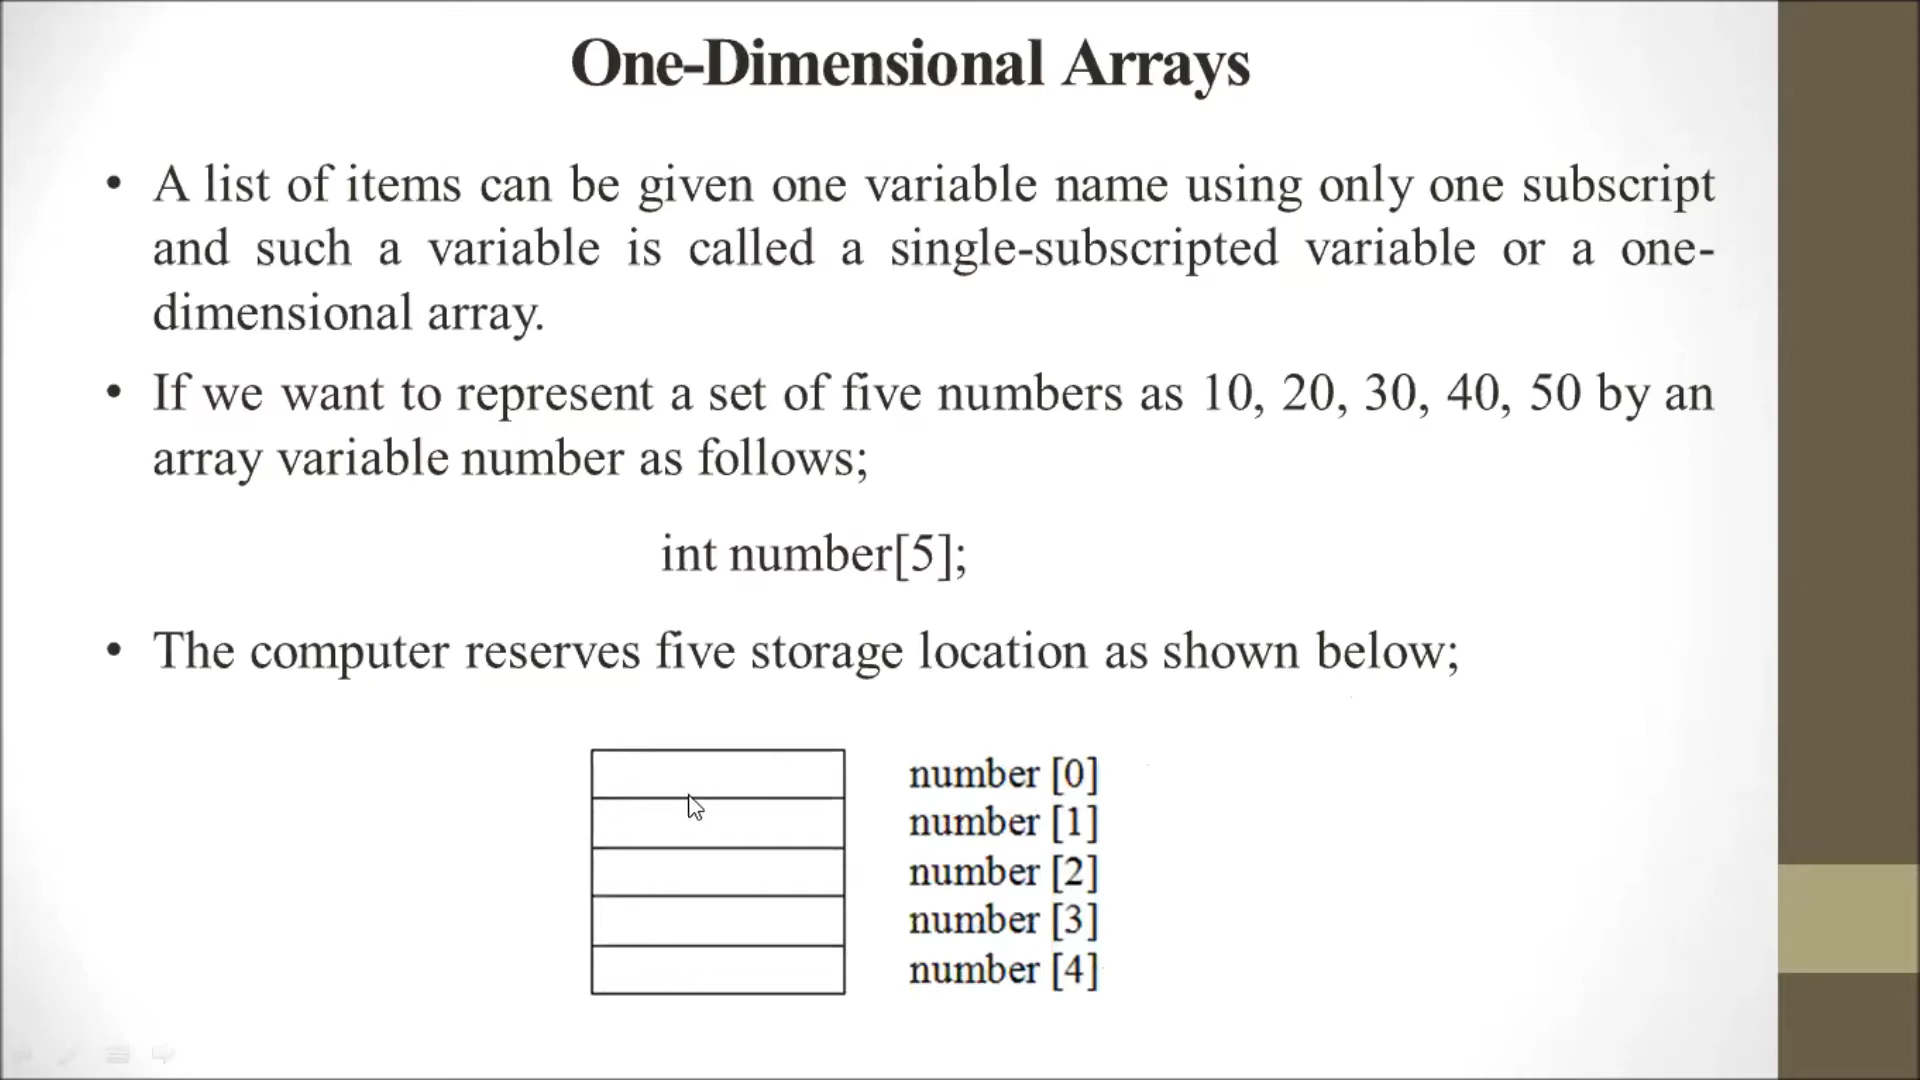 One-Dimensional Arrays
• A list of items can be given one variable name using only one subscript
and such a variable is called a single-subscripted variable or a one-
dimensional array.
• If we want to represent a set of five numbers as 10, 20, 30, 40, 50 by an
array variable number as follows;
int number[5];
• The computer reserves five storage location as shown below;
number [0]
number [1]
number [2]
number [3]
number [4]